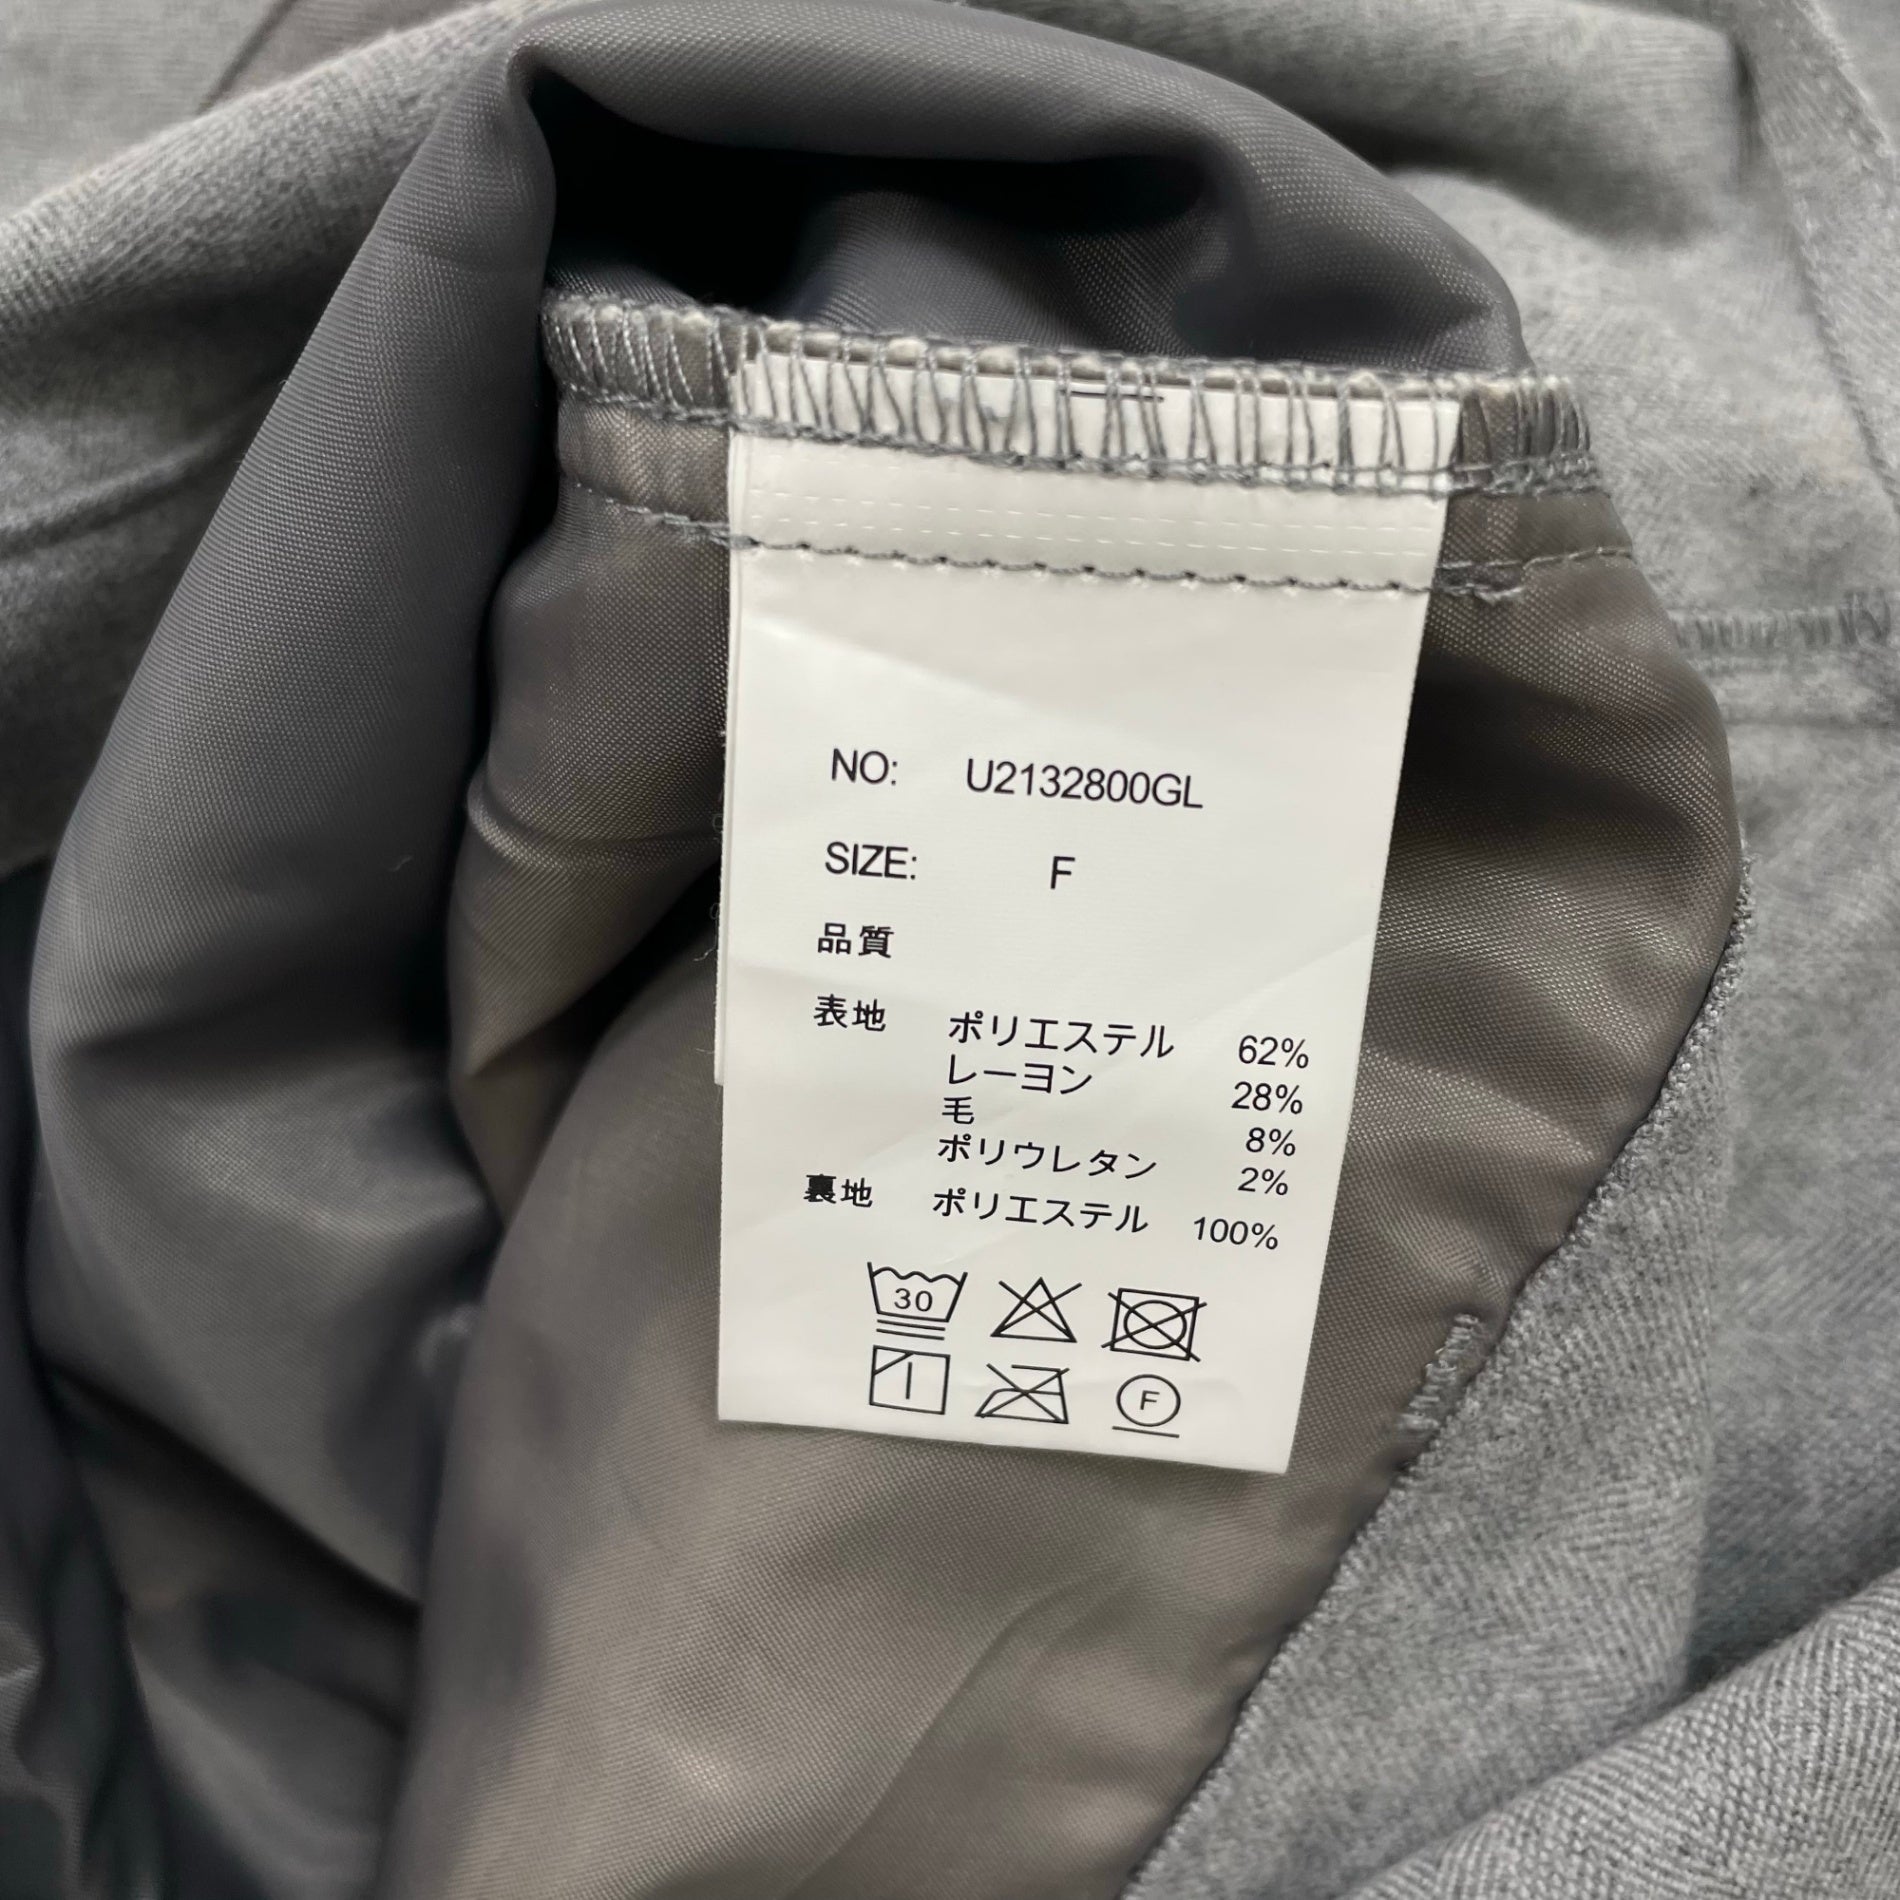 NO: U2132800GL
SIZE: F
品質
表地 ポリエステル 62%
レーヨン 28%
毛 8%
ポリウレタン 2%
裏地 ポリエステル 100%
30
F